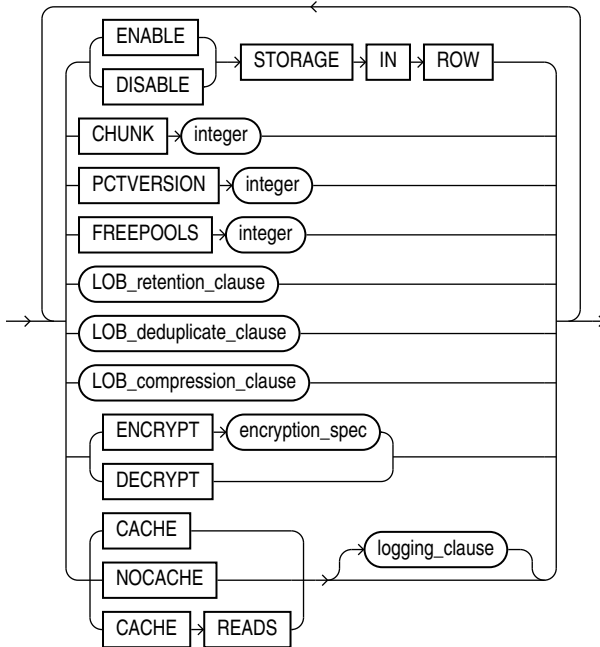 ENABLE
DISABLE
STORAGE IN ROW
CHUNK integer
PCTVERSION integer
FREEPOOLS integer
LOB_retention_clause
LOB_deduplicate_clause
LOB_compression_clause
ENCRYPT encryption_spec
DECRYPT
CACHE
NOCACHE
CACHE READS
logging_clause